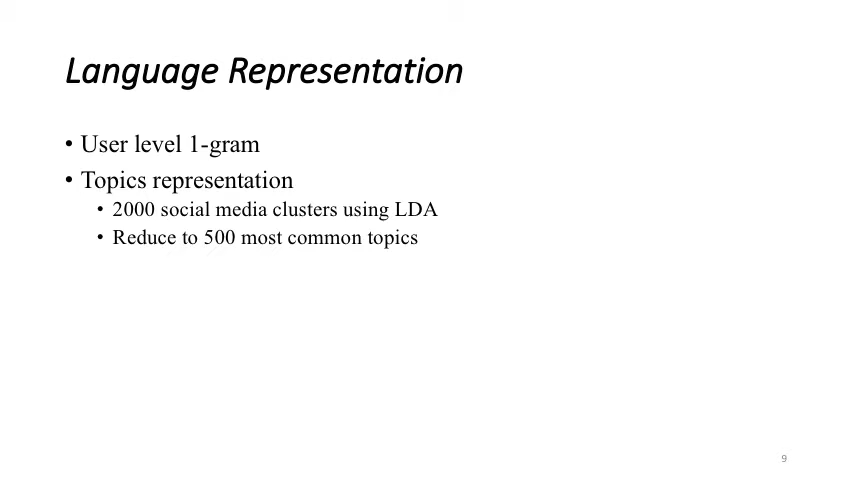 Language Representation
• User level 1-gram
• Topics representation
• 2000 social media clusters using LDA
• Reduce to 500 most common topics
9